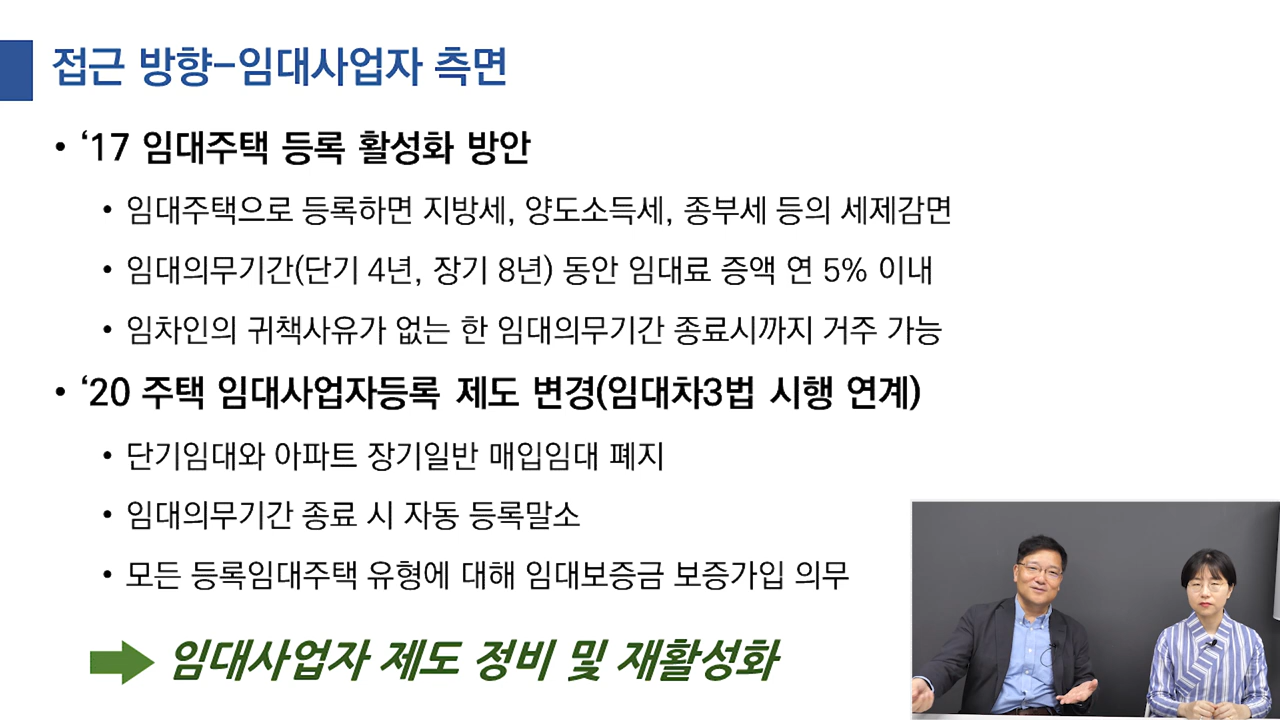 접근 방향-임대사업자 측면
• ‘17 임대주택 등록 활성화 방안
• 임대주택으로 등록하면 지방세, 양도소득세, 종부세 등의 세제감면
• 임대의무기간(단기 4년, 장기 8년) 동안 임대료 증액 연 5% 이내
• 임차인의 귀책사유가 없는 한 임대의무기간 종료시까지 거주 가능
• ‘20 주택 임대사업자등록 제도 변경(임대차3법 시행 연계)
• 단기임대와 아파트 장기일반 매입임대 폐지
• 임대의무기간 종료 시 자동 등록말소
• 모든 등록임대주택 유형에 대해 임대보증금 보증가입 의무
임대사업자 제도 정비 및 재활성화